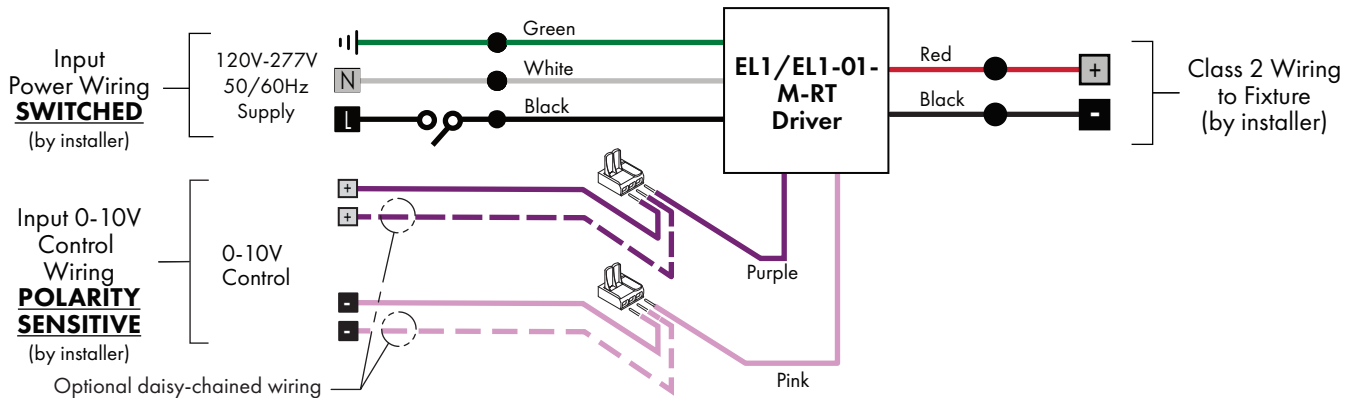 Input
Power Wiring
SWITCHED
(by installer)
120V-277V
50/60Hz
Supply
N
L
Green
White
Black
EL1/EL1-01-
M-RT
Driver
Red
Black
+
-
Class 2 Wiring
to Fixture
(by installer)
Input 0-10V
Control
Wiring
POLARITY
SENSITIVE
(by installer)
0-10V
Control
+
+
-
-
Purple
Pink
Optional daisy-chained wiring